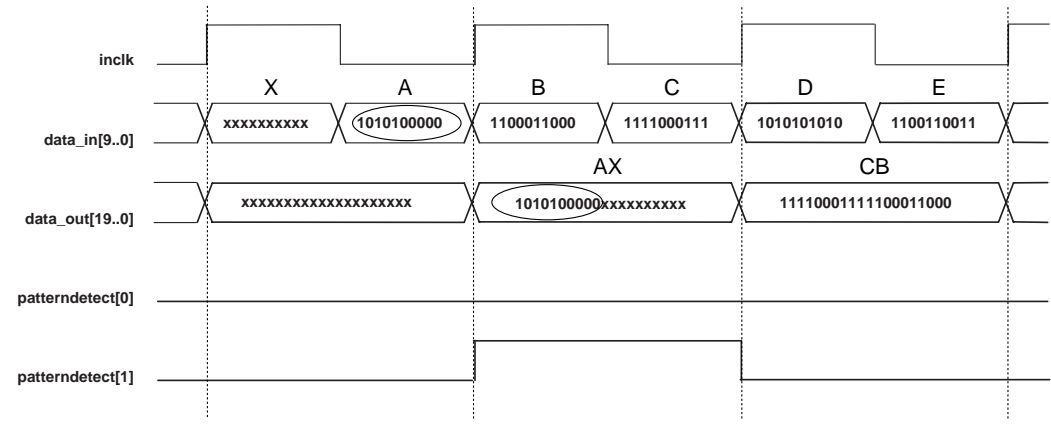 inclk
X A B C D E
data_in[9..0] xxxxxxxxxx 1010100000 1100011000 1111000111 1010101010 1100110011
AX CB
data_out[19..0] xxxxxxxxxxxxxxxxxxxx 1010100000xxxxxxxxxx 11110001111100011000
patterndetect[0]
patterndetect[1]